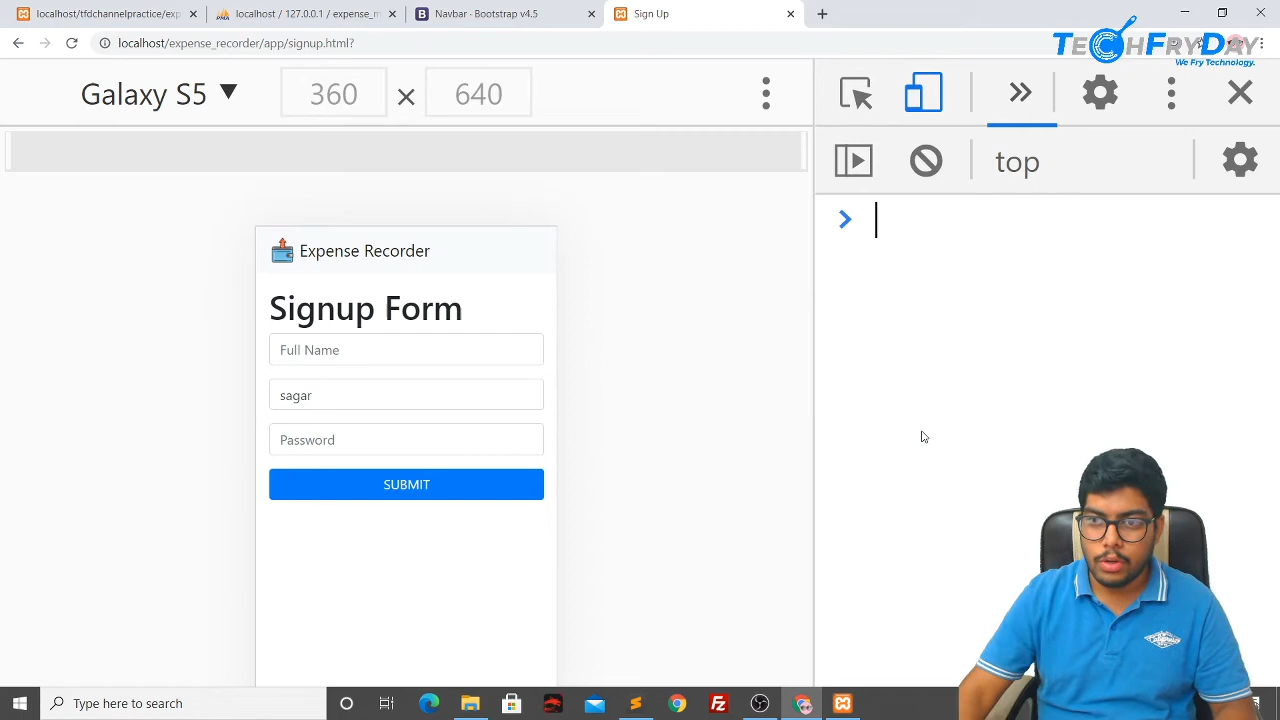 localhost/tfdchannelpractice/exp
localhost / 127.0.0.1 / expense_m
Navbar · Bootstrap v4.5
Sign Up
localhost/expense_recorder/app/signup.html?
TECHFRYDAY
We Fry Technology.
Galaxy S5
360
640
top
Expense Recorder
Signup Form
Full Name
sagar
Password
SUBMIT
Type here to search